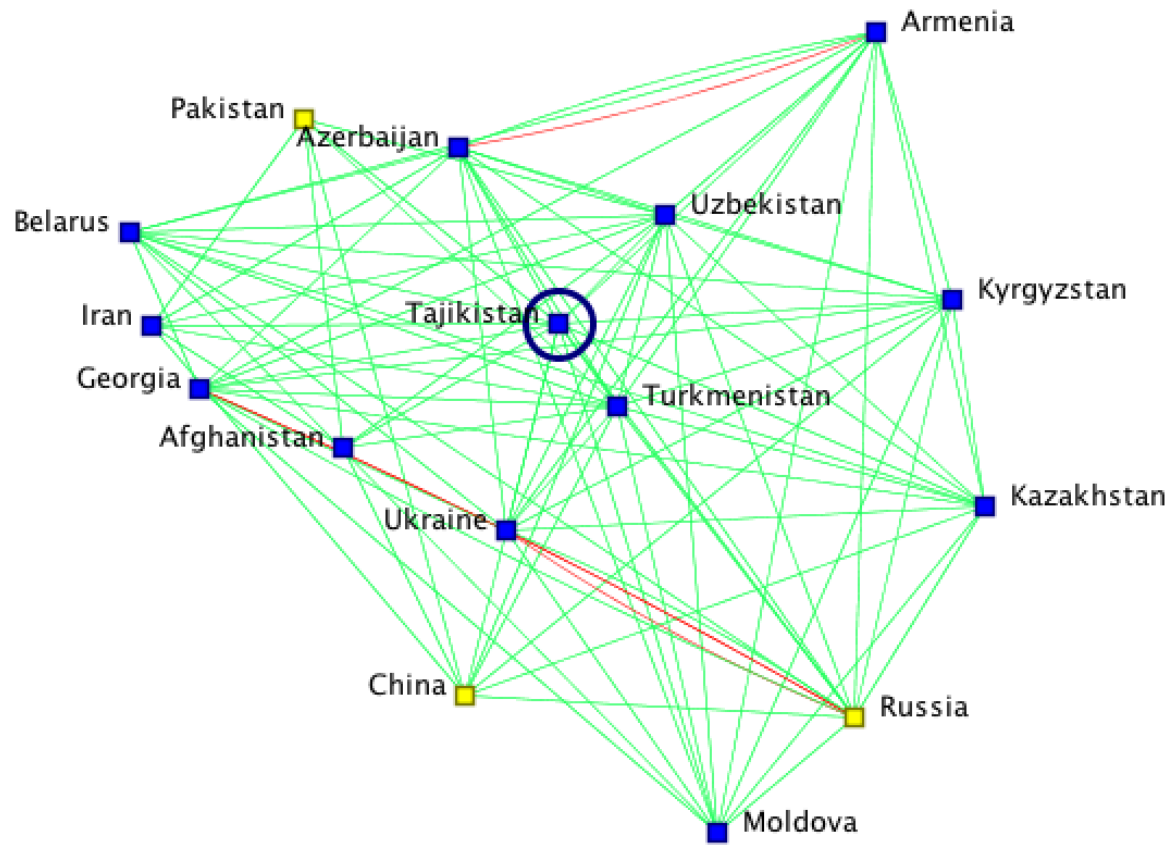 Armenia
Pakistan
Azerbaijan
Uzbekistan
Belarus
Kyrgyzstan
Iran
Tajikistan
Georgia
Turkmenistan
Afghanistan
Kazakhstan
Ukraine
China
Russia
Moldova